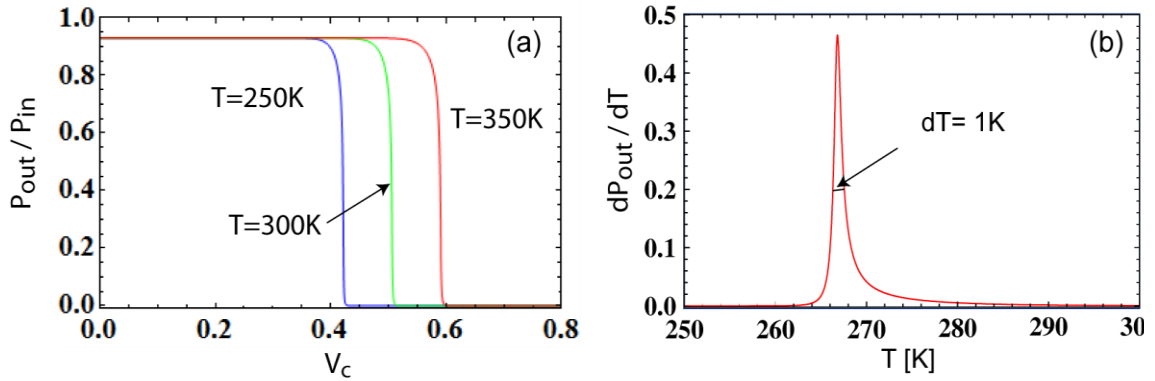 (a)
1.0
0.8
0.6
0.4
0.2
0.0
P_out / P_in
T=250K
T=350K
T=300K
0.0 0.2 0.4 0.6 0.8
V_c
(b)
0.5
0.4
0.3
0.2
0.1
0.0
dP_out / dT
dT= 1K
250 260 270 280 290 30
T [K]